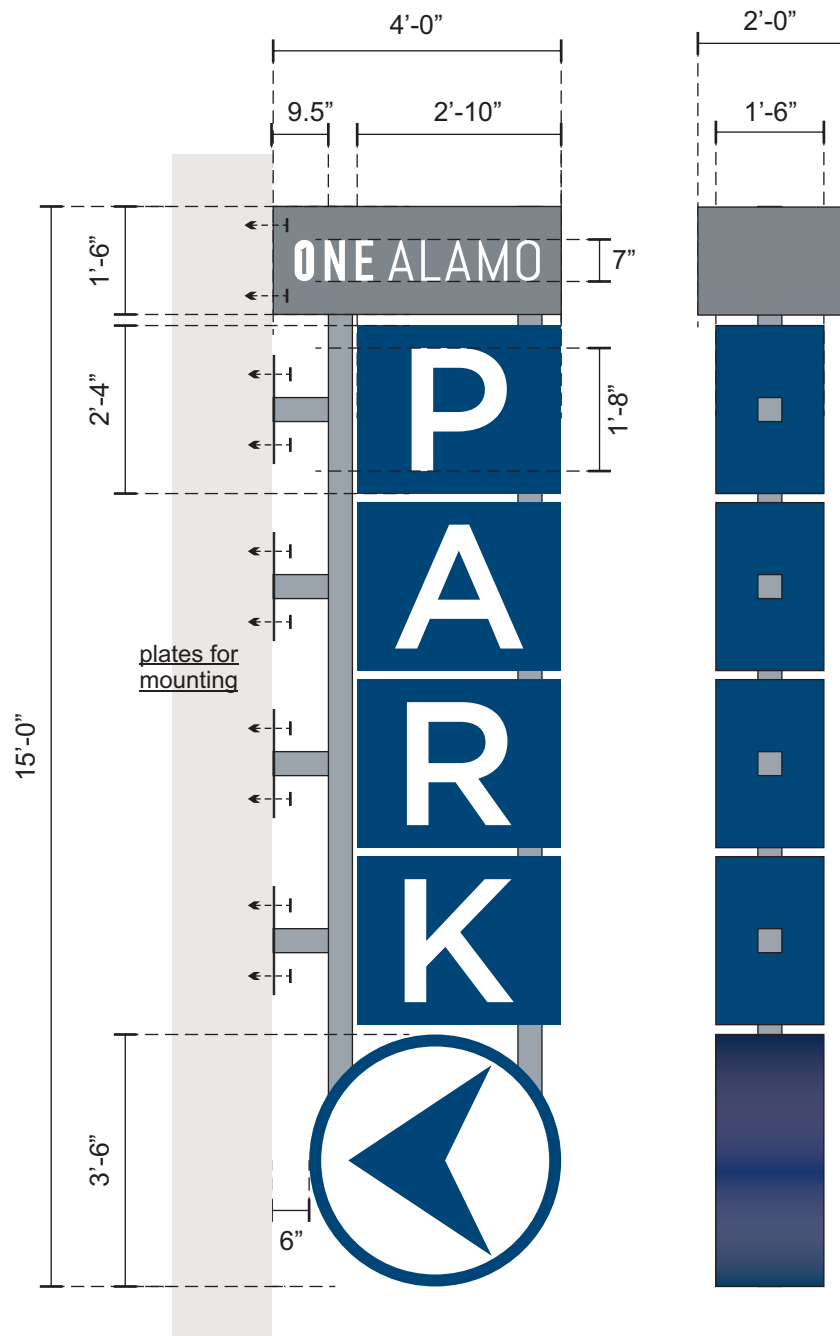 4’-0”
2’-0”
9.5”
2’-10”
1’-6”
1’-6”
ONE ALAMO
7”
2’-4”
P
1’-8”
A
plates for
mounting
15’-0”
R
K
3’-6”
6”